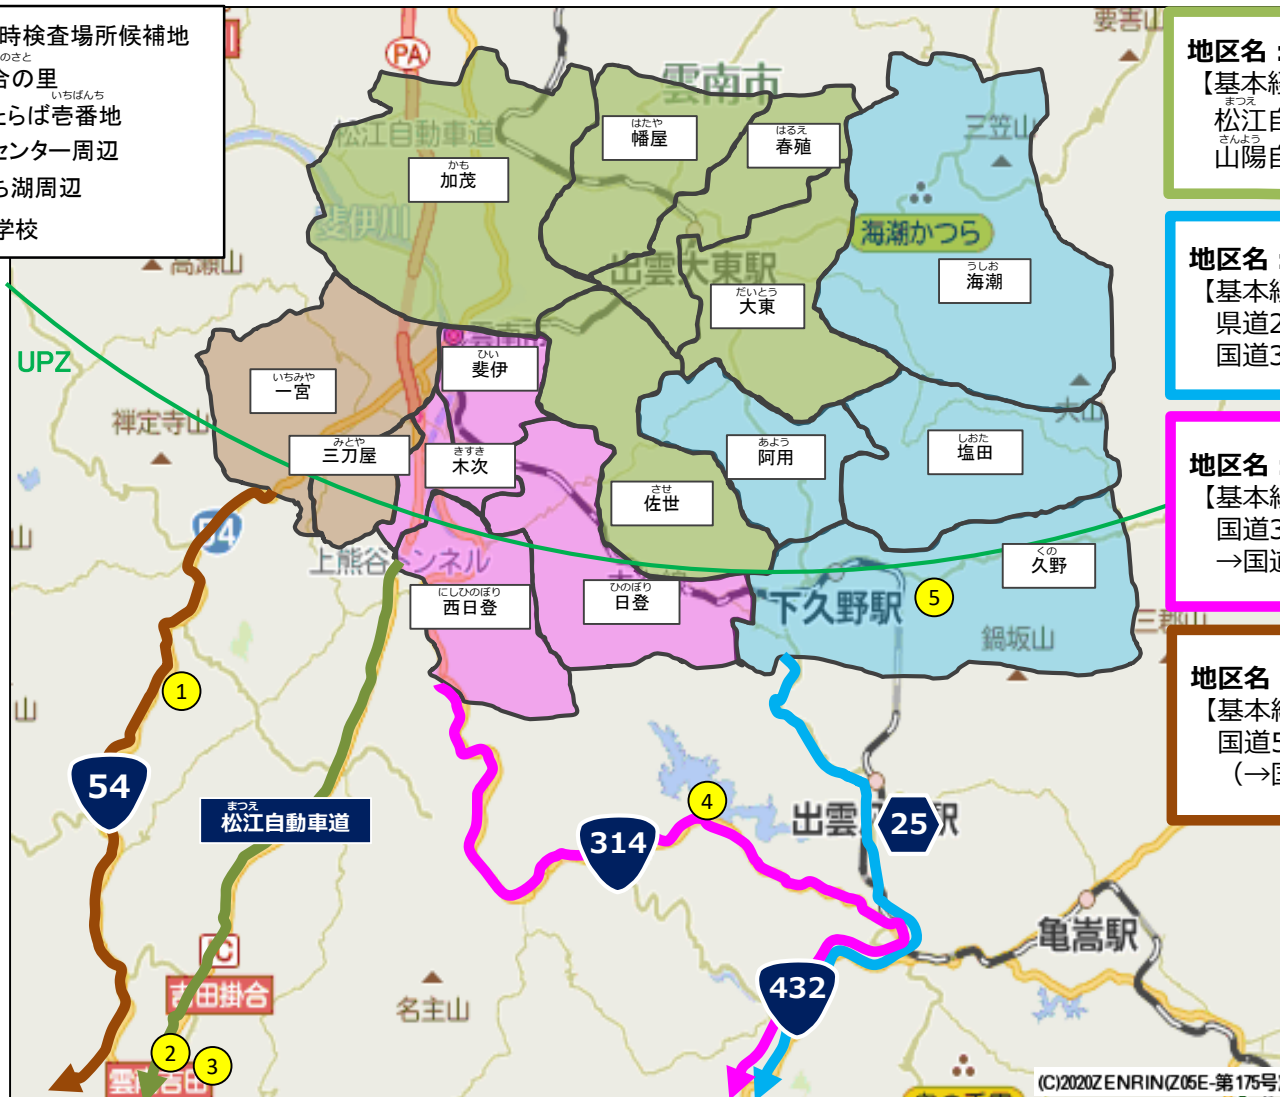 時検査場所候補地
のさと
合の里
いちばんち
たらば壱番地
センター周辺
ち湖周辺
学校
UPZ
PA
要害山
雲南市
松江自動車道
斐伊川
三笠山
海潮かつら
出雲大東駅
高瀬山
禅定寺山
大山
かも
加茂
はたや
幡屋
はるえ
春殖
うしお
海潮
だいとう
大東
ひい
斐伊
いちみや
一宮
みとや
三刀屋
きすき
木次
あよう
阿用
しおた
塩田
させ
佐世
くの
久野
にしひのぼり
西日登
ひのぼり
日登
54
山
上熊谷トンネル
下久野駅
5
鍋坂山
三郡山
山
1
54
まつえ
松江自動車道
314
4
25
駅
432
亀嵩駅
IC
吉田掛合
名主山
2
3
地区名：
【基本経
まつえ
松江自
さんよう
山陽自
地区名：
【基本経
県道2
国道3
地区名：
【基本経
国道3
→国道
地区名
【基本経
国道5
（→国
(C)2020ZENRIN(Z05E-第175号)